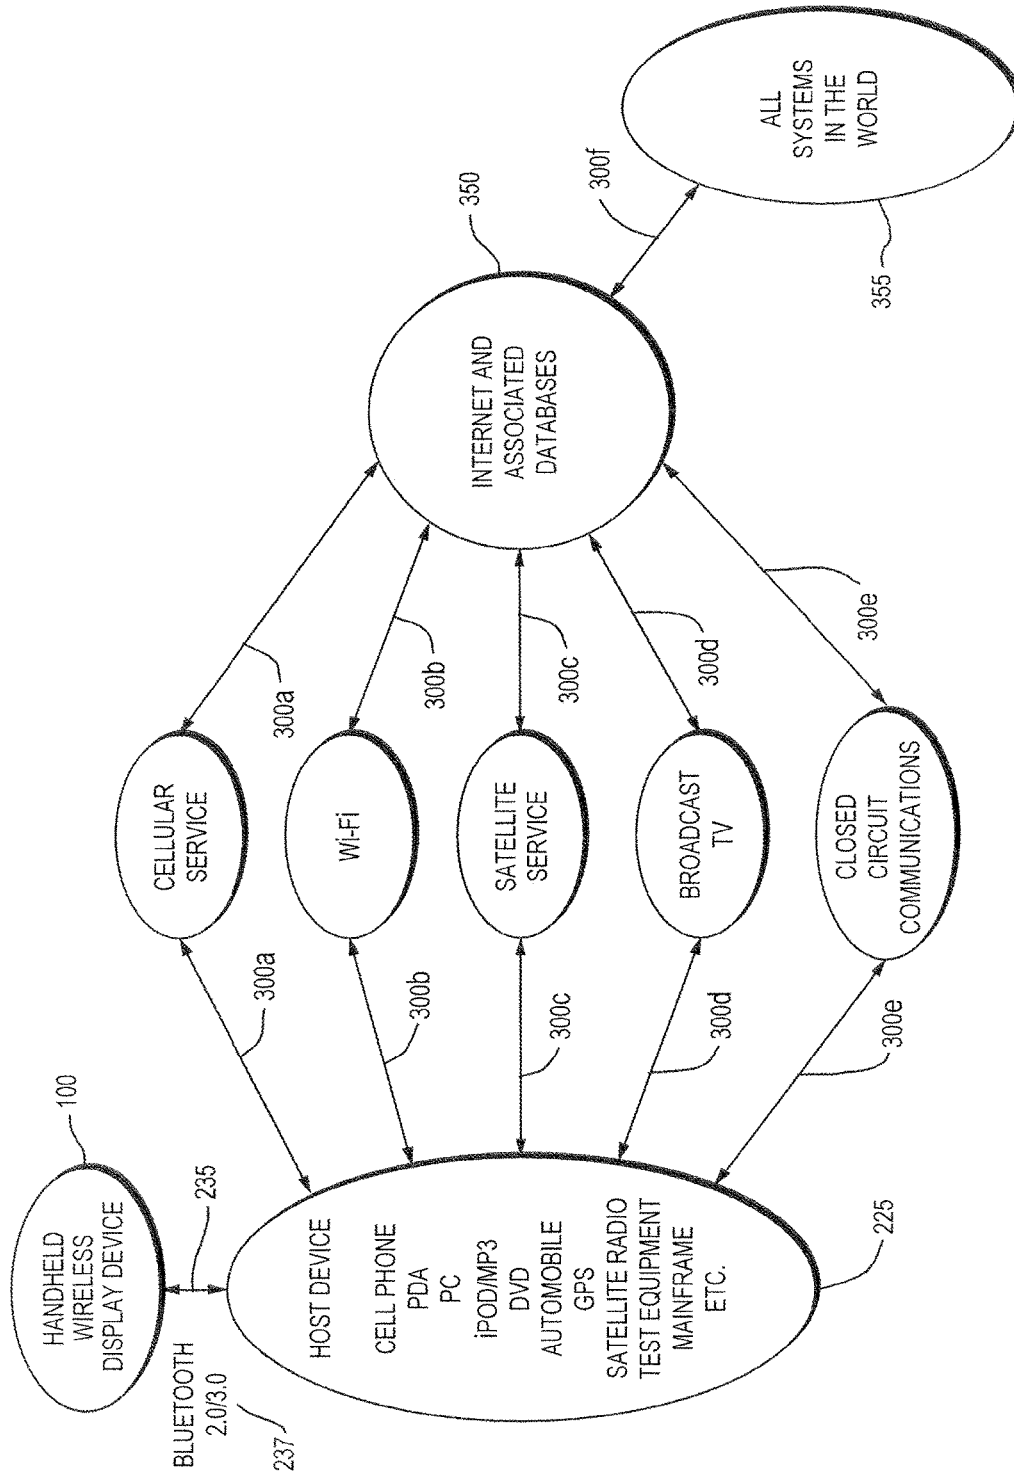 HANDHELD
WIRELESS
DISPLAY DEVICE
100
235
BLUETOOTH
2.0/3.0
237
HOST DEVICE
CELL PHONE
PDA
PC
iPOD/MP3
DVD
AUTOMOBILE
GPS
SATELLITE RADIO
TEST EQUIPMENT
MAINFRAME
ETC.
225
300a
300b
300c
300d
300e
CELLULAR
SERVICE
Wi-Fi
SATELLITE
SERVICE
BROADCAST
TV
CLOSED
CIRCUIT
COMMUNICATIONS
300a
300b
300c
300d
300e
INTERNET AND
ASSOCIATED
DATABASES
350
300f
ALL
SYSTEMS
IN THE
WORLD
355